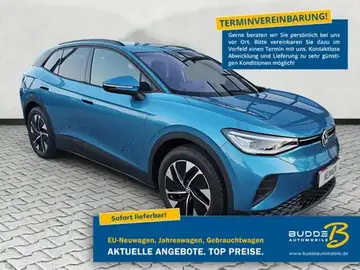 TERMINVEREINBARUNG!
Gerne beraten wir Sie persönlich bei uns
vor Ort. Bitte vereinbaren Sie dazu im
Vorfeld einen Termin mit uns. Kontaktlose
Abwicklung und Lieferung zu sehr günsti-
gen Konditionen möglich!
Sofort lieferbar!
EU-Neuwagen, Jahreswagen, Gebrauchtwagen
AKTUELLE ANGEBOTE. TOP PREISE.
BUDDE
AUTOMOBILE
www.buddeautomobile.de